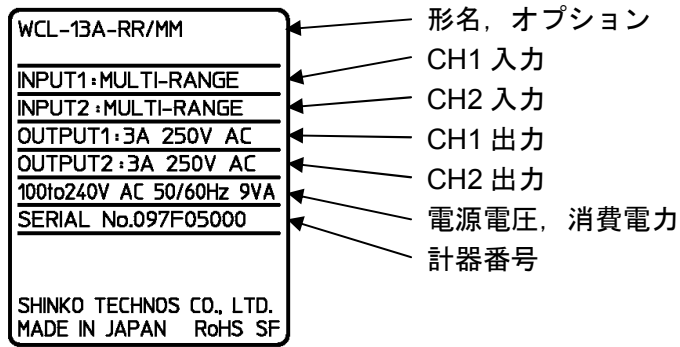 WCL-13A-RR/MM
INPUT1:MULTI-RANGE
INPUT2:MULTI-RANGE
OUTPUT1:3A 250V AC
OUTPUT2:3A 250V AC
100to240V AC 50/60Hz 9VA
SERIAL No.097F05000
SHINKO TECHNOS CO., LTD.
MADE IN JAPAN RoHS SF
形名，オプション
CH1 入力
CH2 入力
CH1 出力
CH2 出力
電源電圧，消費電力
計器番号